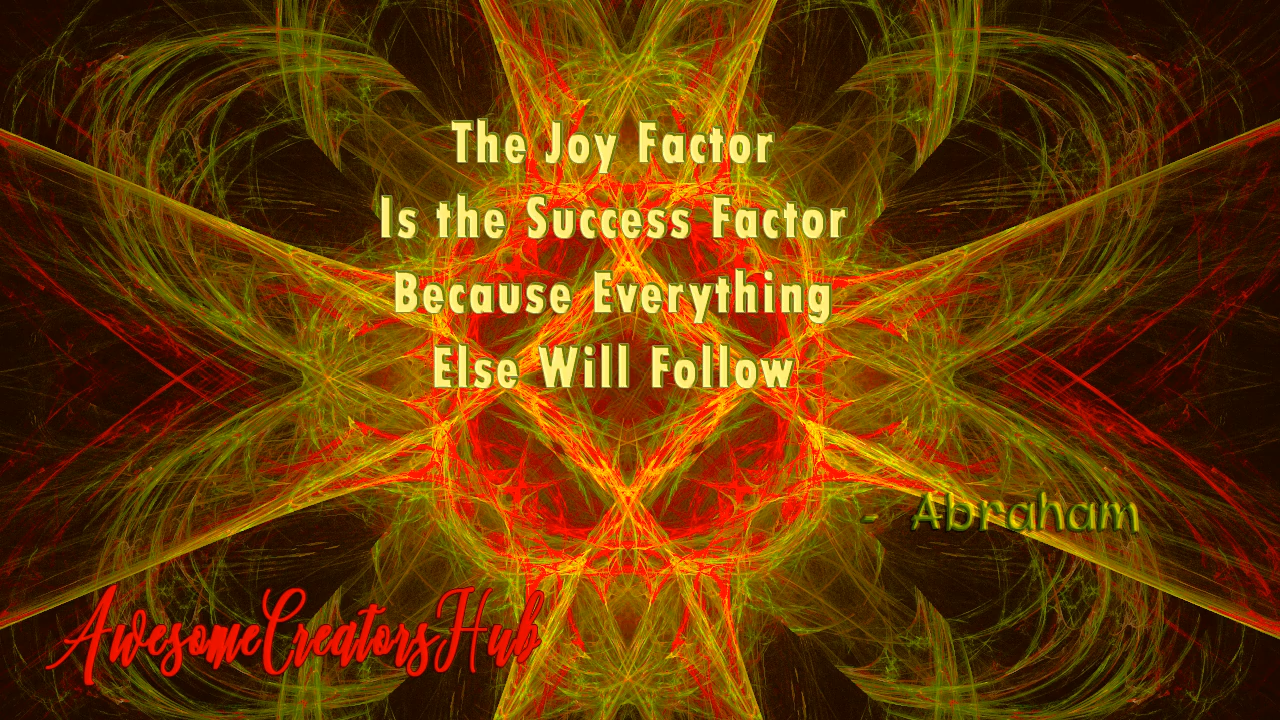 The Joy Factor
Is the Success Factor
Because Everything
Else Will Follow
- Abraham
AwesomeCreatorsHub